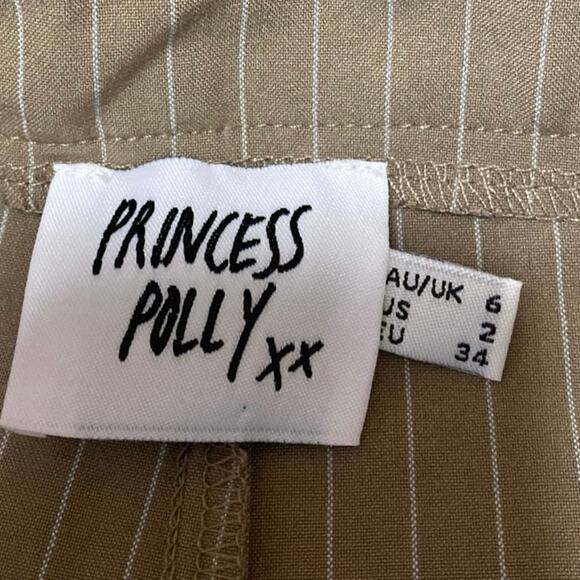 PRINCESS
POLLY xx
AU/UK 6
US 2
EU 34